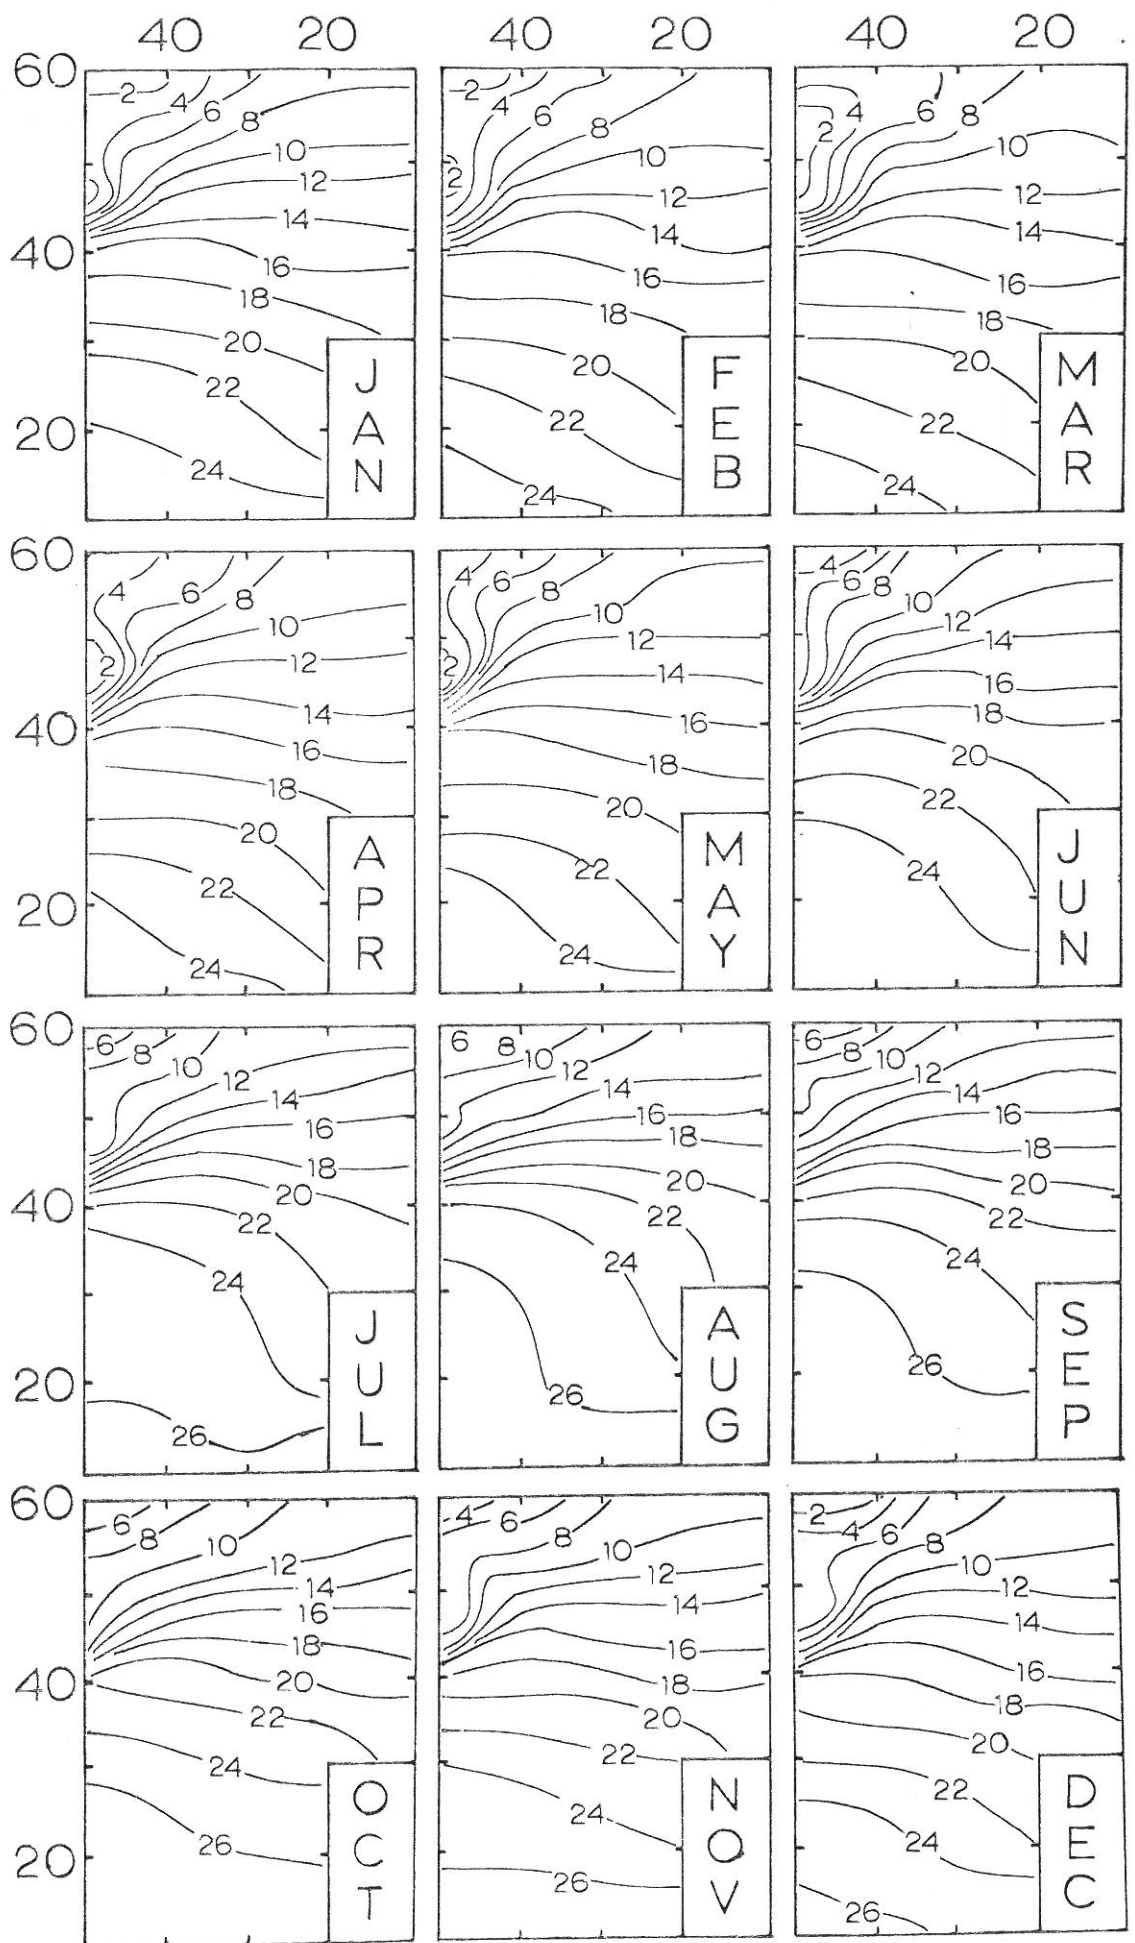 40 20 40 20 40 20
60
2 4 6 8 10 12 14 16 18 20 22 24
40
20
JAN
2 4 6 8 10 2 12 14 16 18 20 22 24
FEB
4 2 6 8 10 12 14 16 18 20 22 24
MAR
60
4 6 8 10 2 12 14 16 18 20 22 24
40
20
APR
4 6 8 10 12 2 14 16 18 20 22 24
MAY
4 6 8 10 12 14 16 18 20 22 24
JUN
60
6 8 10 12 14 16 18 20 22 24 26
40
20
JUL
6 8 10 12 14 16 18 20 22 24 26
AUG
6 8 10 12 14 16 18 20 22 24 26
SEP
60
6 8 10 12 14 16 18 20 22 24 26
40
20
OCT
4 6 8 10 12 14 16 18 20 22 24 26
NOV
2 4 6 8 10 12 14 16 18 20 22 24 26
DEC